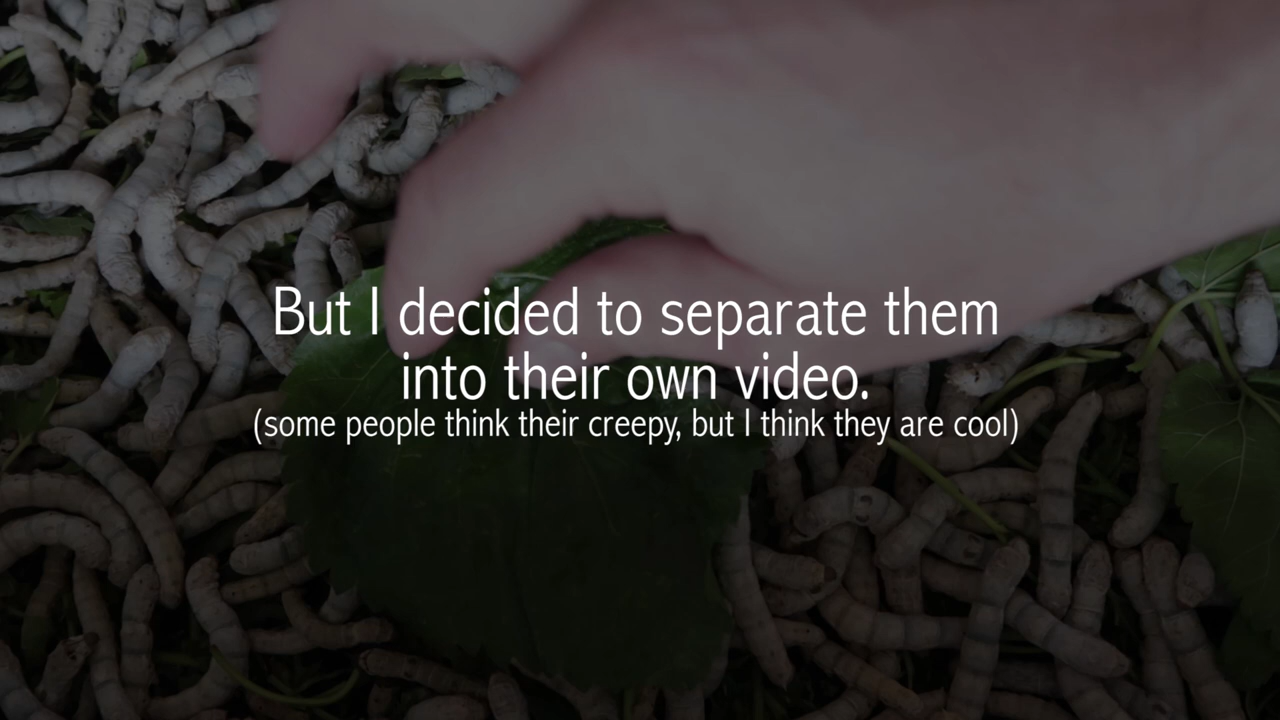 But I decided to separate them
into their own video.
(some people think their creepy, but I think they are cool)